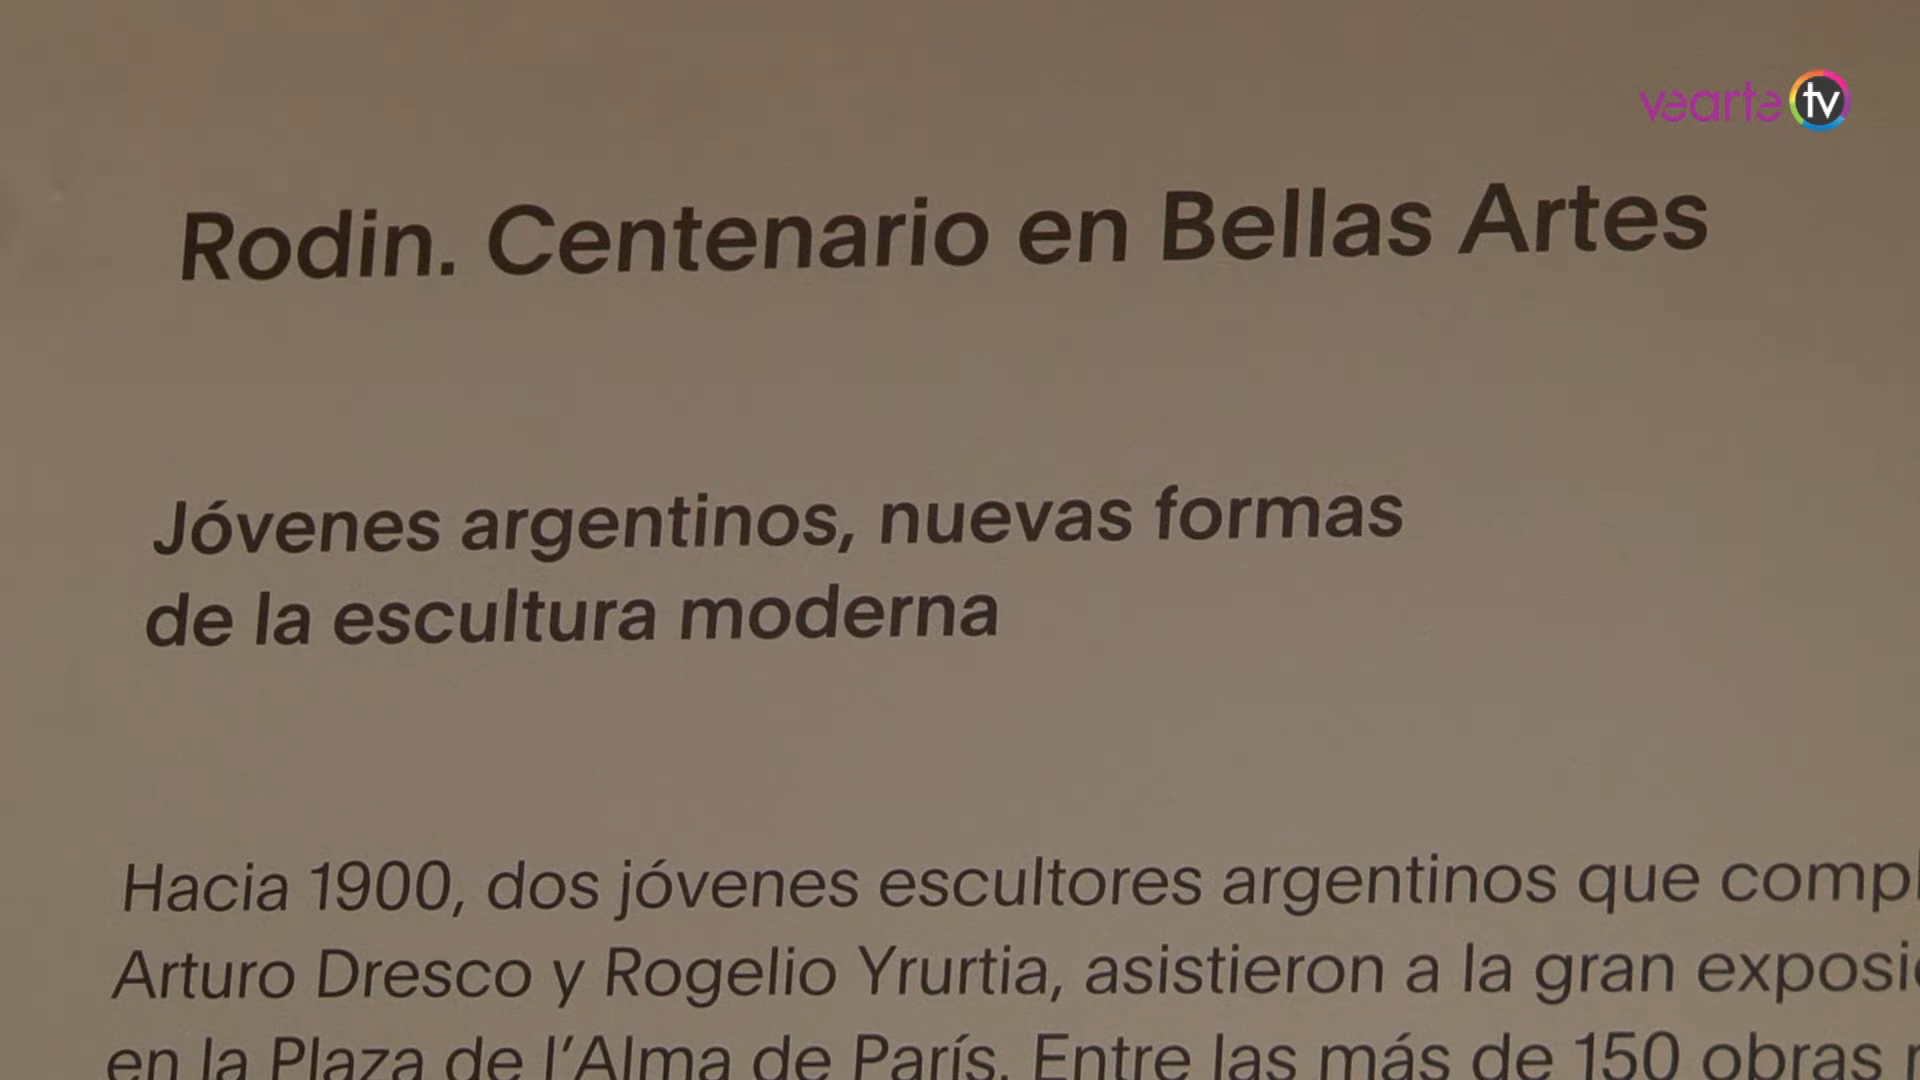 vearte tv
Rodin. Centenario en Bellas Artes
Jóvenes argentinos, nuevas formas
de la escultura moderna
Hacia 1900, dos jóvenes escultores argentinos que compl
Arturo Dresco y Rogelio Yrurtia, asistieron a la gran exposi
en la Plaza de l'Alma de París. Entre las más de 150 obras